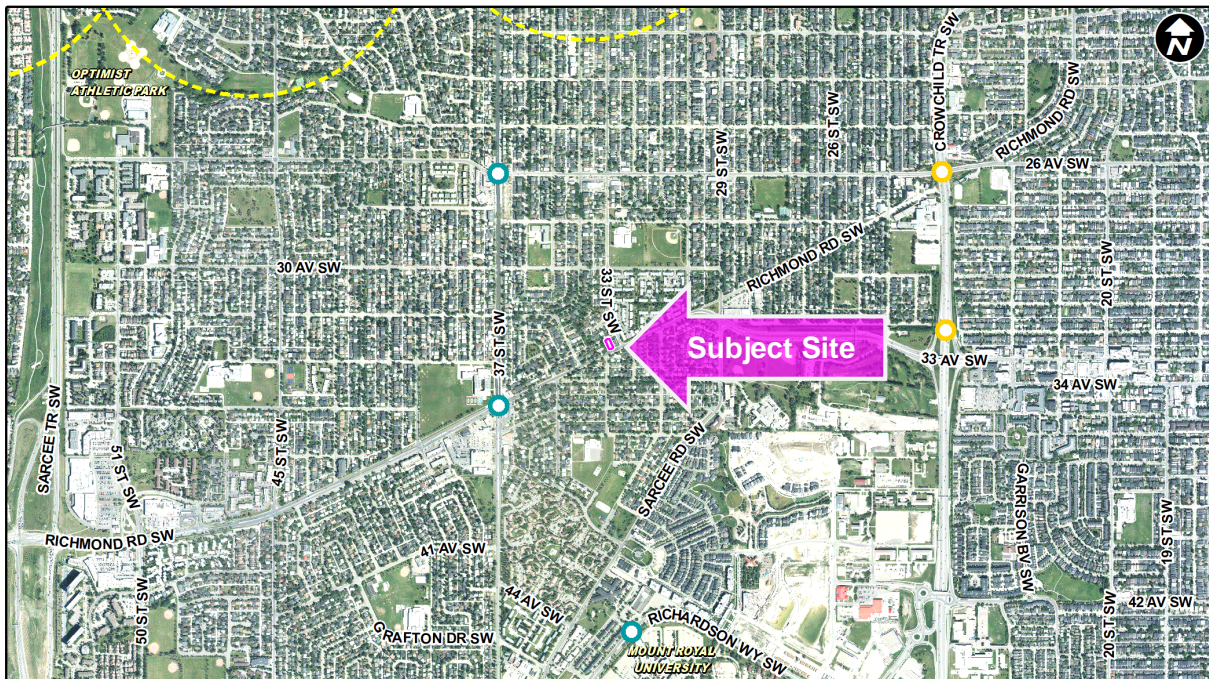 CROWCHILD TR SW
N
OPTIMIST
ATHLETIC PARK
29 ST SW
26 ST SW
RICHMOND RD SW
26 AV SW
30 AV SW
33 ST SW
RICHMOND RD SW
20 ST SW
37 ST SW
Subject Site
33 AV SW
34 AV SW
SARCEE TR SW
51 ST SW
45 ST SW
SARCEE RD SW
GARRISON BV SW
19 ST SW
RICHMOND RD SW
41 AV SW
50 ST SW
44 AV SW
GRAFTON DR SW
RICHARDSON WY SW
42 AV SW
20 ST SW
MOUNT ROYAL
UNIVERSITY